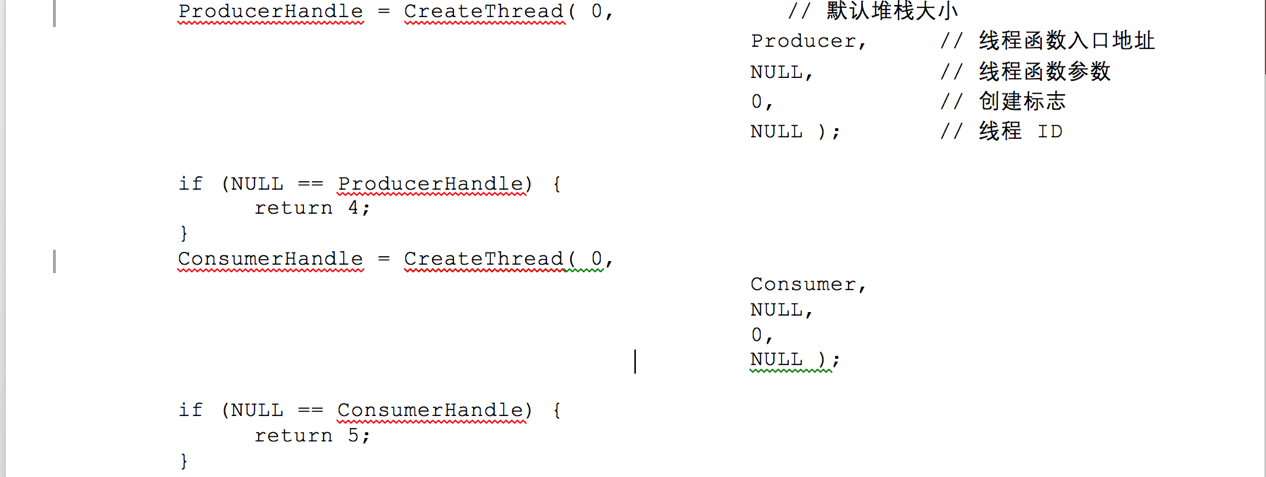 ProducerHandle = CreateThread( 0, // 默认堆栈大小
Producer, // 线程函数入口地址
NULL, // 线程函数参数
0, // 创建标志
NULL ); // 线程 ID
if (NULL == ProducerHandle) {
return 4;
}
ConsumerHandle = CreateThread( 0,
Consumer,
NULL,
0,
NULL );
if (NULL == ConsumerHandle) {
return 5;
}